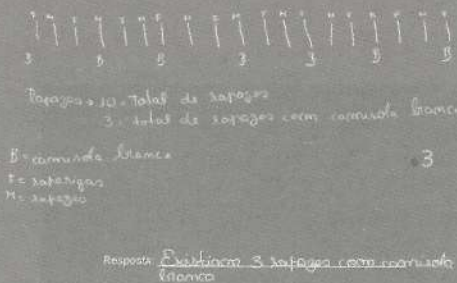 B B B B B B B
Rapazes → 10 - Total de rapazes
3 - total de rapazes com camisola branca
B = camisola branca
F = raparigas
M = rapazes
3
Resposta: Existiam 3 rapazes com camisola
branca